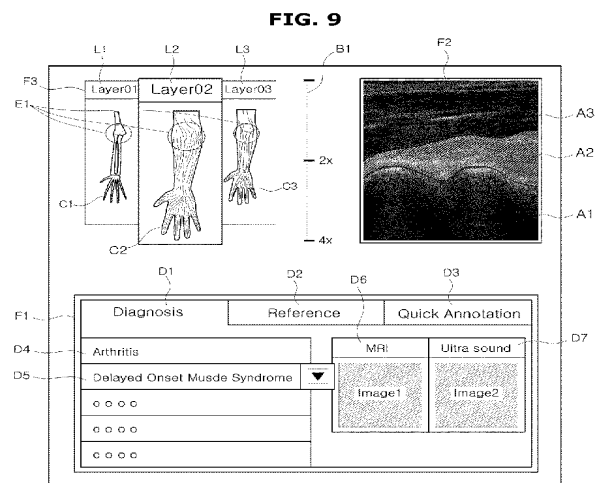 FIG. 9
L1 L2 L3 B1 F2
F3 Layer01 Layer02 Layer03
E1
A3
2x A2
C1 C3
A1
C2 4x
D1 D2 D6 D3
F1 Diagnosis Reference Quick Annotation
D4 Arthritis MRI Uitra sound D7
D5 Delayed Onset Musde Syndrome
Image1 Image2